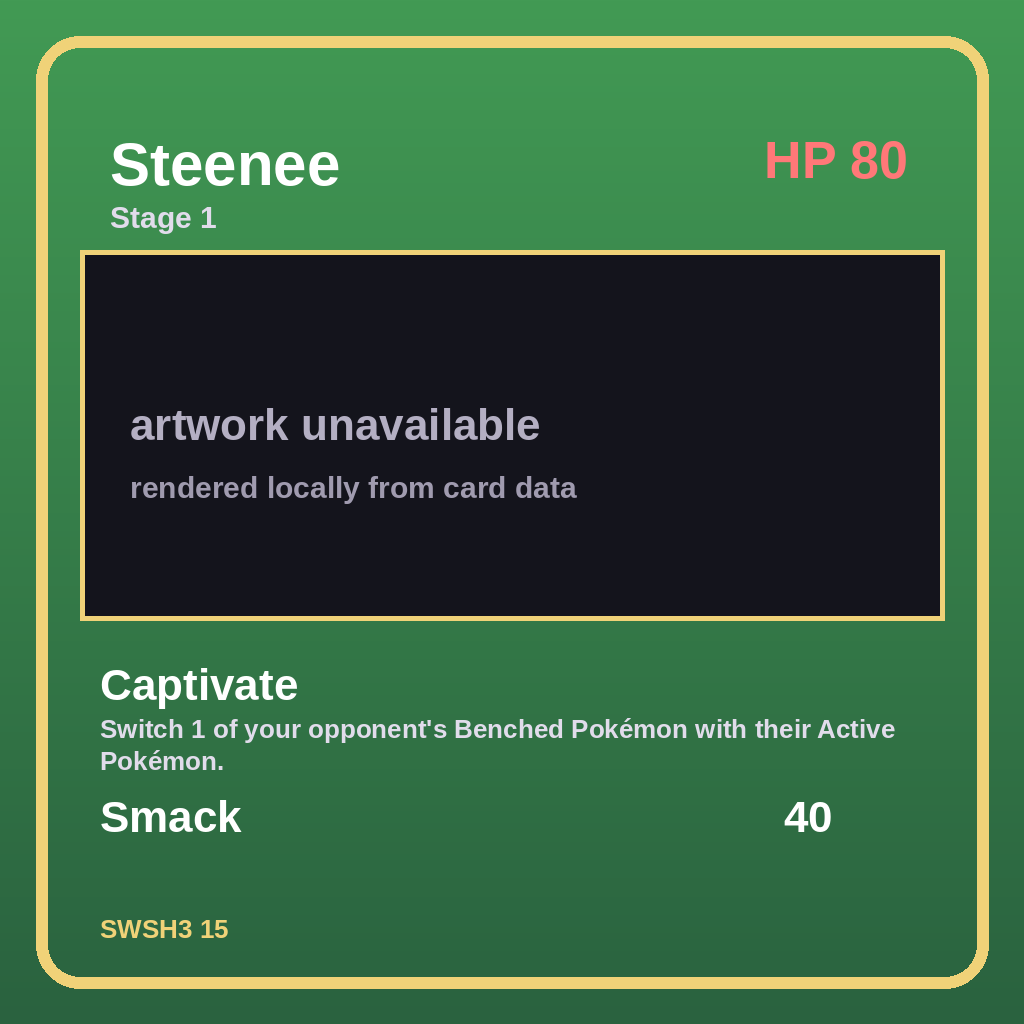 Steenee
HP 80
Stage 1
artwork unavailable
rendered locally from card data
Captivate
Switch 1 of your opponent's Benched Pokémon with their Active
Pokémon.
Smack
40
SWSH3 15